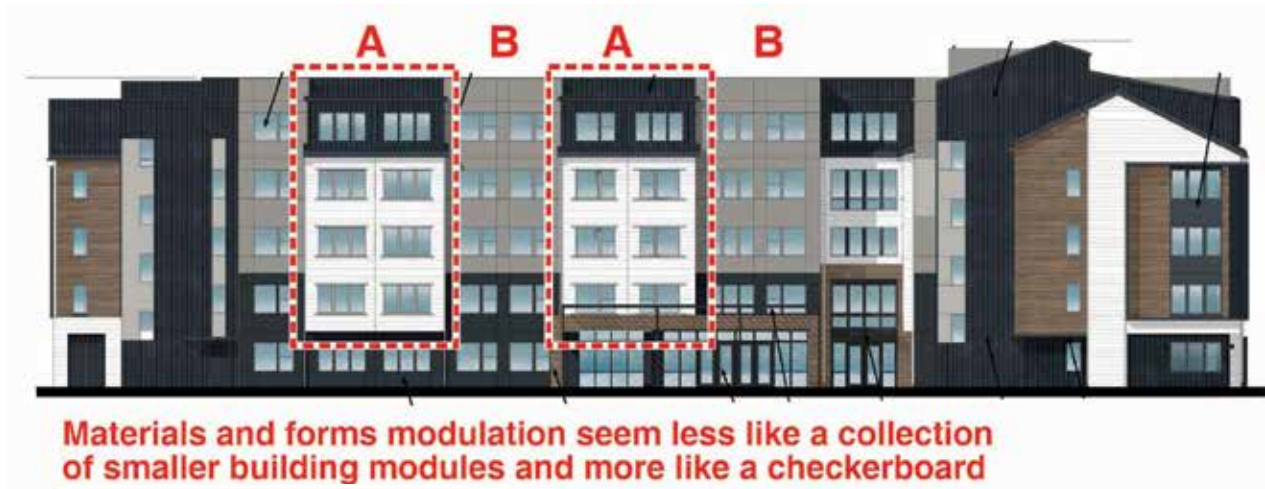 A B A B
Materials and forms modulation seem less like a collection
of smaller building modules and more like a checkerboard